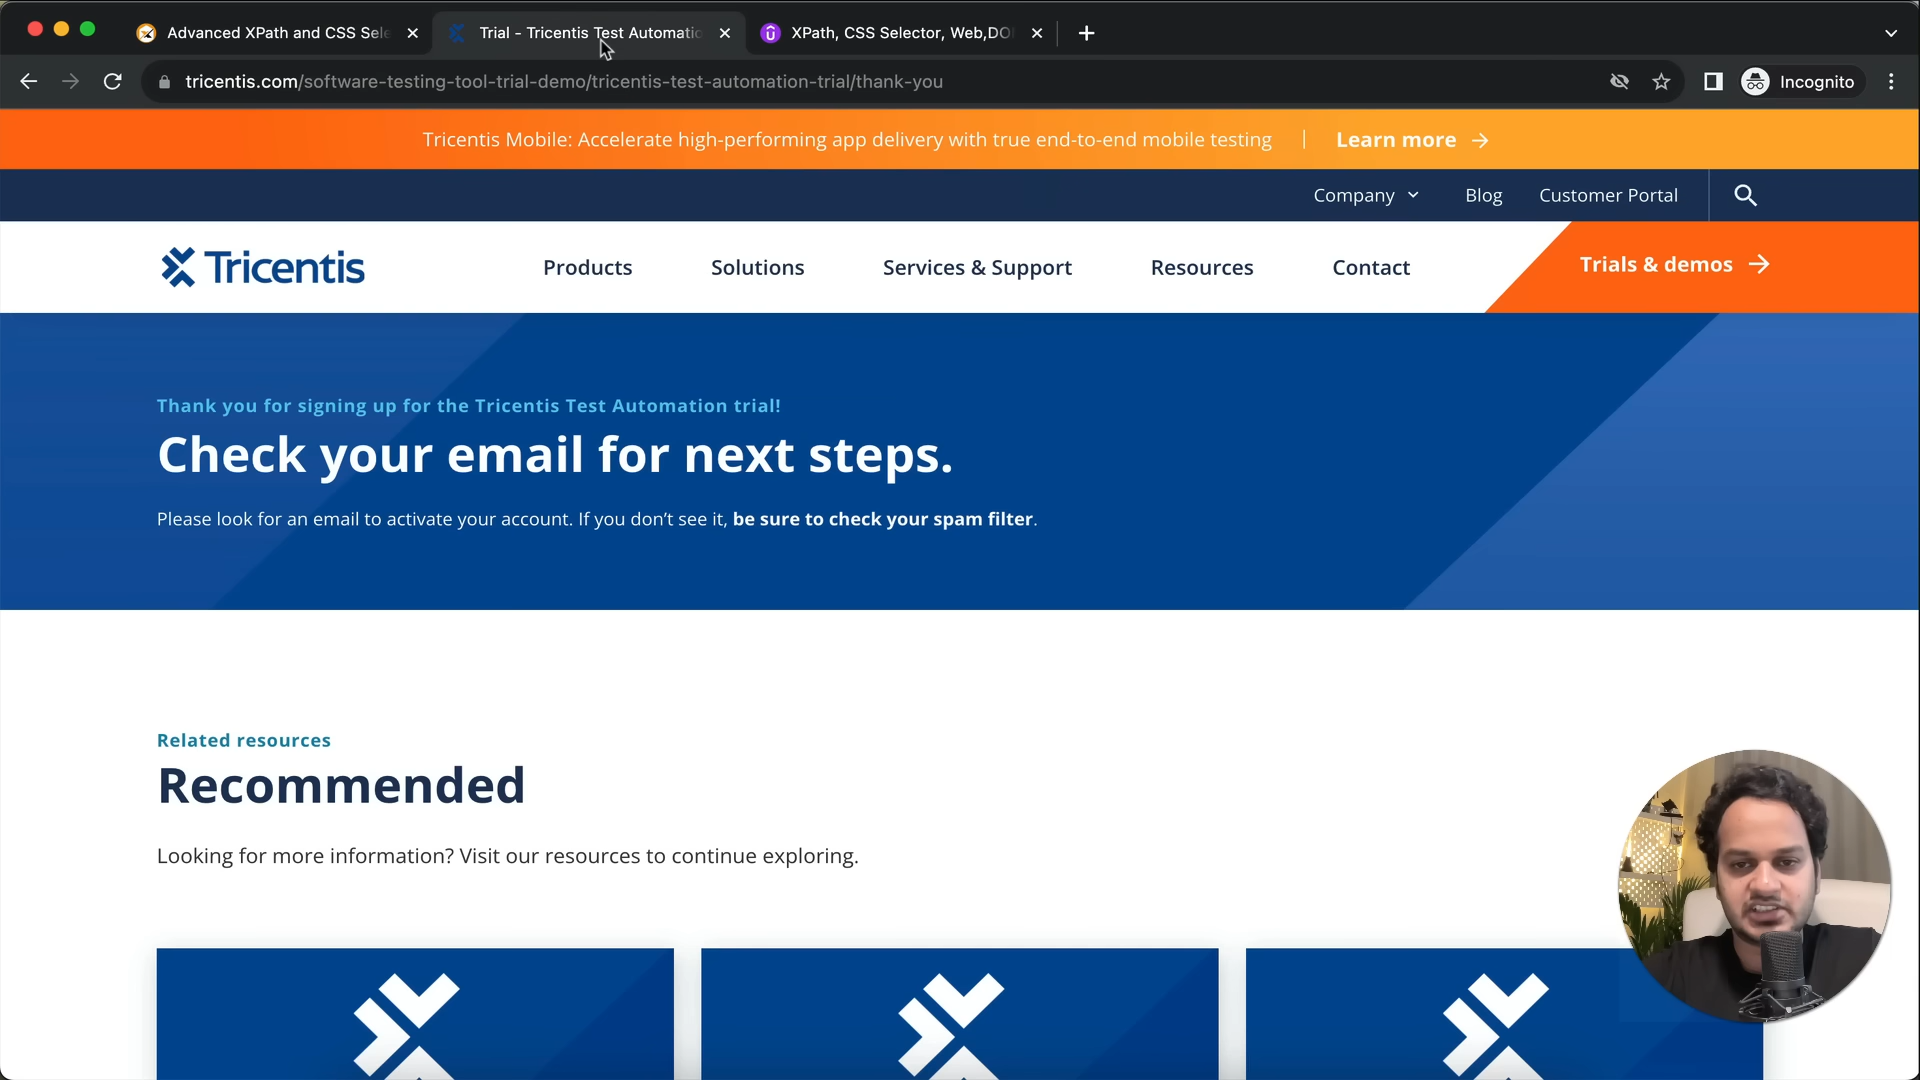 Advanced XPath and CSS Sele
Trial - Tricentis Test Automatio
XPath, CSS Selector, Web,DO
tricentis.com/software-testing-tool-trial-demo/tricentis-test-automation-trial/thank-you
Incognito
Tricentis Mobile: Accelerate high-performing app delivery with true end-to-end mobile testing | Learn more →
Company
Blog
Customer Portal
Tricentis
Products
Solutions
Services & Support
Resources
Contact
Trials & demos →
Thank you for signing up for the Tricentis Test Automation trial!
Check your email for next steps.
Please look for an email to activate your account. If you don’t see it, be sure to check your spam filter.
Related resources
Recommended
Looking for more information? Visit our resources to continue exploring.